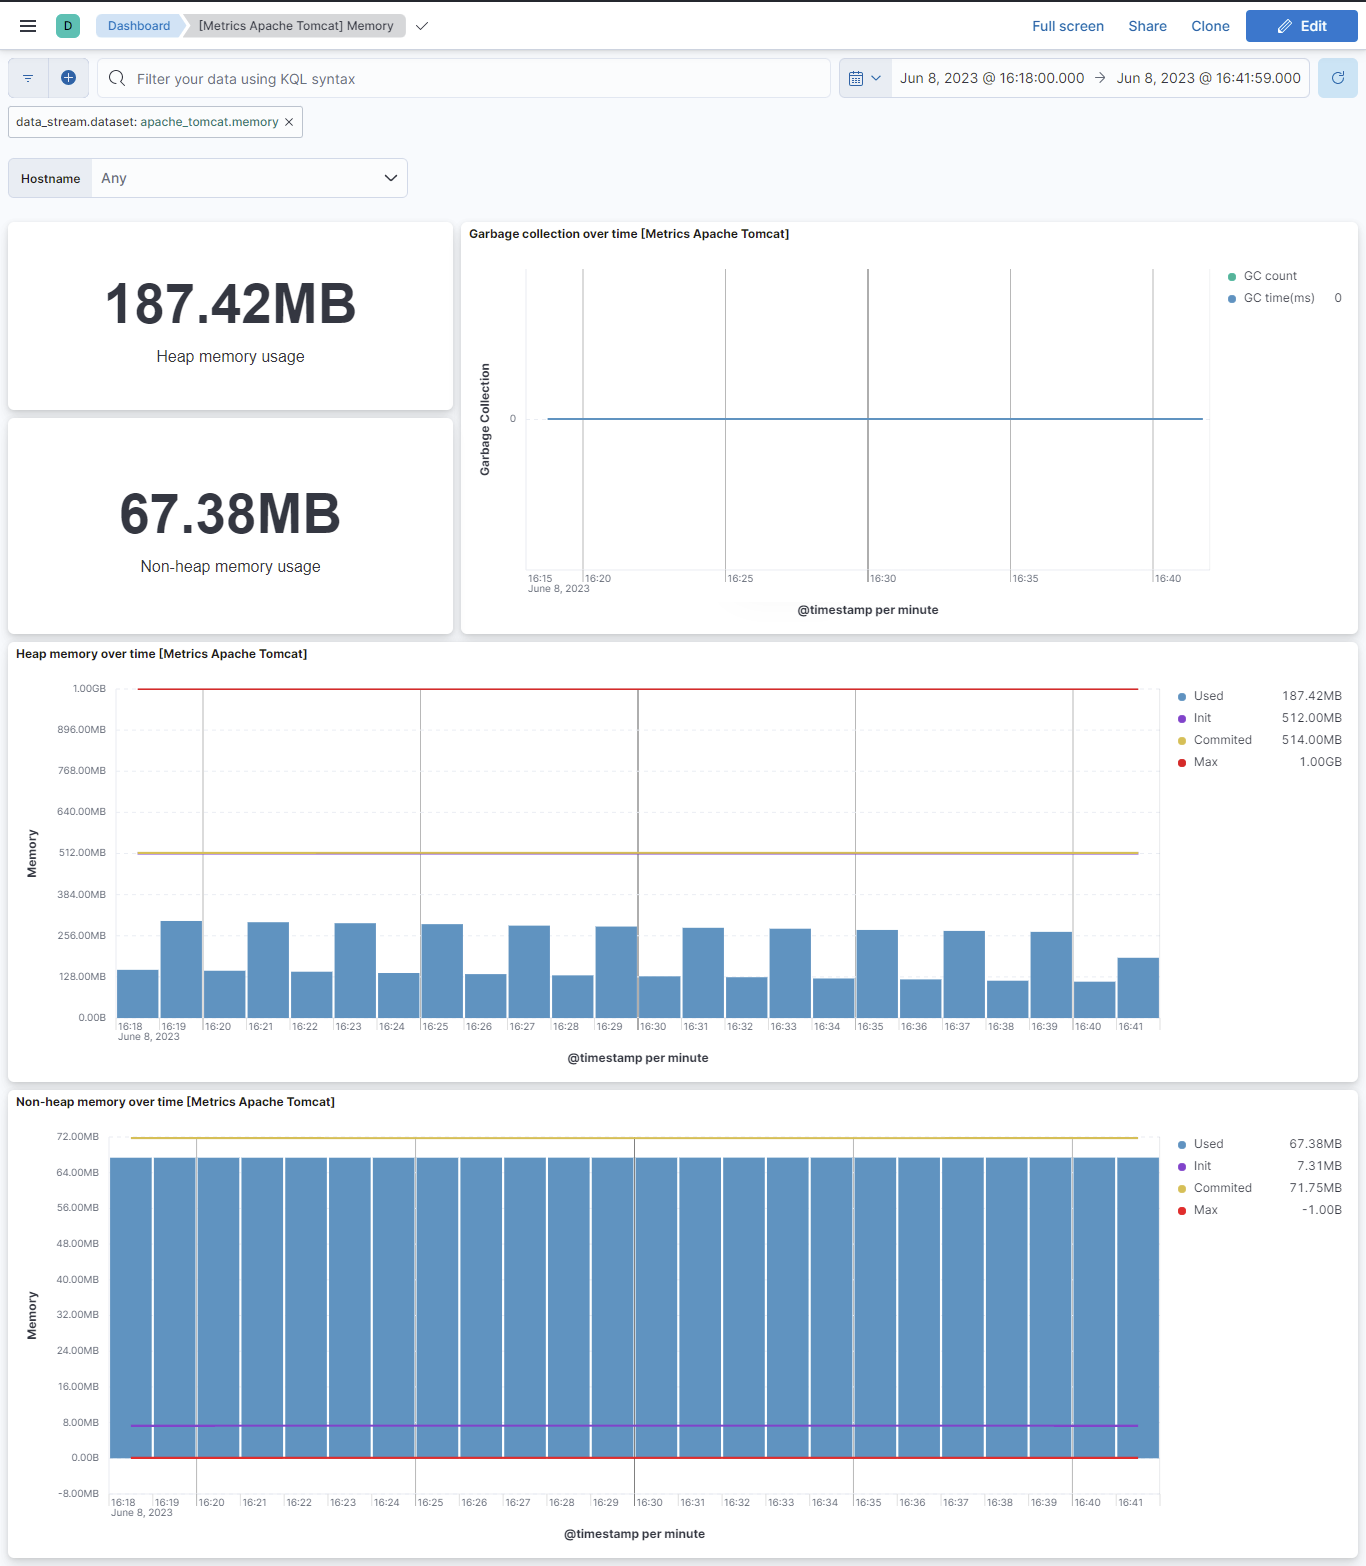 D Dashboard [Metrics Apache Tomcat] Memory Full screen Share Clone Edit
Filter your data using KQL syntax Jun 8, 2023 @ 16:18:00.000 → Jun 8, 2023 @ 16:41:59.000
data_stream.dataset: apache_tomcat.memory ×
Hostname Any
187.42MB
Heap memory usage
67.38MB
Non-heap memory usage
Garbage collection over time [Metrics Apache Tomcat]
GC count
GC time(ms) 0
Garbage Collection
0
16:15 16:20 16:25 16:30 16:35 16:40
June 8, 2023
@timestamp per minute
Heap memory over time [Metrics Apache Tomcat]
1.00GB
896.00MB
768.00MB
640.00MB
512.00MB
384.00MB
256.00MB
128.00MB
0.00B
Memory
Used 187.42MB
Init 512.00MB
Commited 514.00MB
Max 1.00GB
16:18 16:19 16:20 16:21 16:22 16:23 16:24 16:25 16:26 16:27 16:28 16:29 16:30 16:31 16:32 16:33 16:34 16:35 16:36 16:37 16:38 16:39 16:40 16:41
June 8, 2023
@timestamp per minute
Non-heap memory over time [Metrics Apache Tomcat]
72.00MB
64.00MB
56.00MB
48.00MB
40.00MB
32.00MB
24.00MB
16.00MB
8.00MB
0.00B
-8.00MB
Memory
Used 67.38MB
Init 7.31MB
Commited 71.75MB
Max -1.00B
16:18 16:19 16:20 16:21 16:22 16:23 16:24 16:25 16:26 16:27 16:28 16:29 16:30 16:31 16:32 16:33 16:34 16:35 16:36 16:37 16:38 16:39 16:40 16:41
June 8, 2023
@timestamp per minute